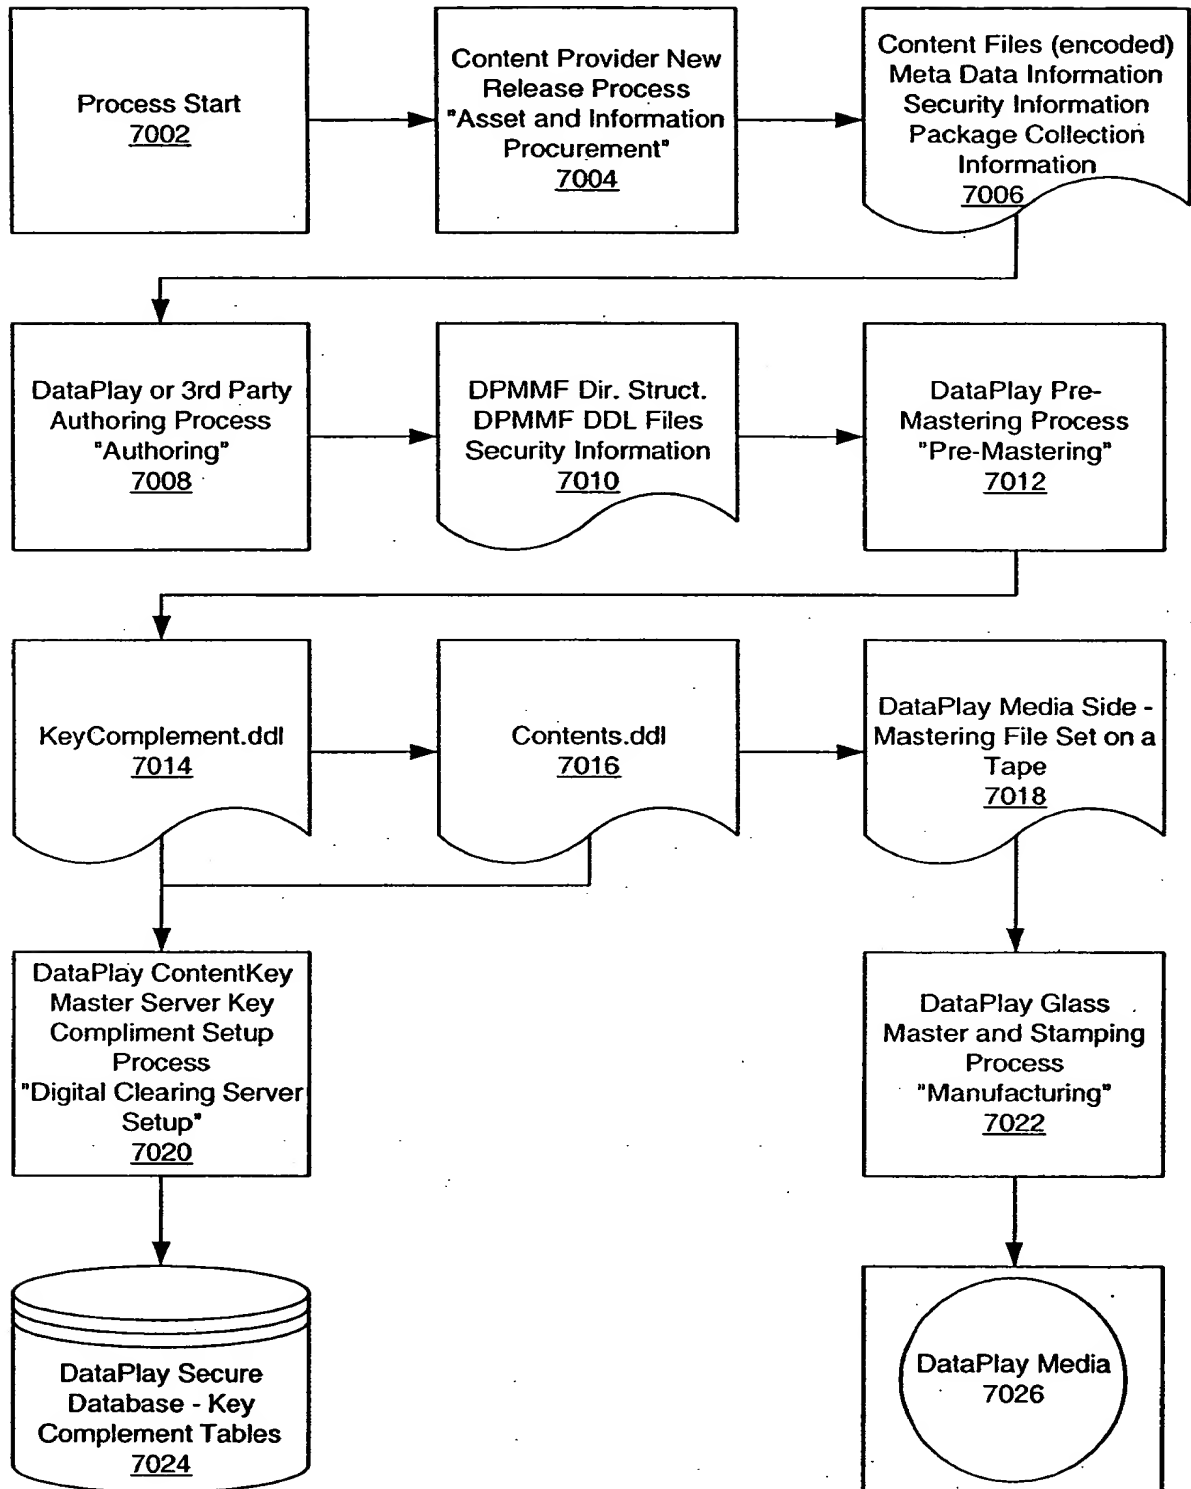 Process Start
7002
Content Provider New
Release Process
"Asset and Information
Procurement"
7004
Content Files (encoded)
Meta Data Information
Security Information
Package Collection
Information
7006
DataPlay or 3rd Party
Authoring Process
"Authoring"
7008
DPMMF Dir. Struct.
DPMMF DDL Files
Security Information
7010
DataPlay Pre-
Mastering Process
"Pre-Mastering"
7012
KeyComplement.ddl
7014
Contents.ddl
7016
DataPlay Media Side -
Mastering File Set on a
Tape
7018
DataPlay ContentKey
Master Server Key
Compliment Setup
Process
"Digital Clearing Server
Setup"
7020
DataPlay Glass
Master and Stamping
Process
"Manufacturing"
7022
DataPlay Secure
Database - Key
Complement Tables
7024
DataPlay Media
7026